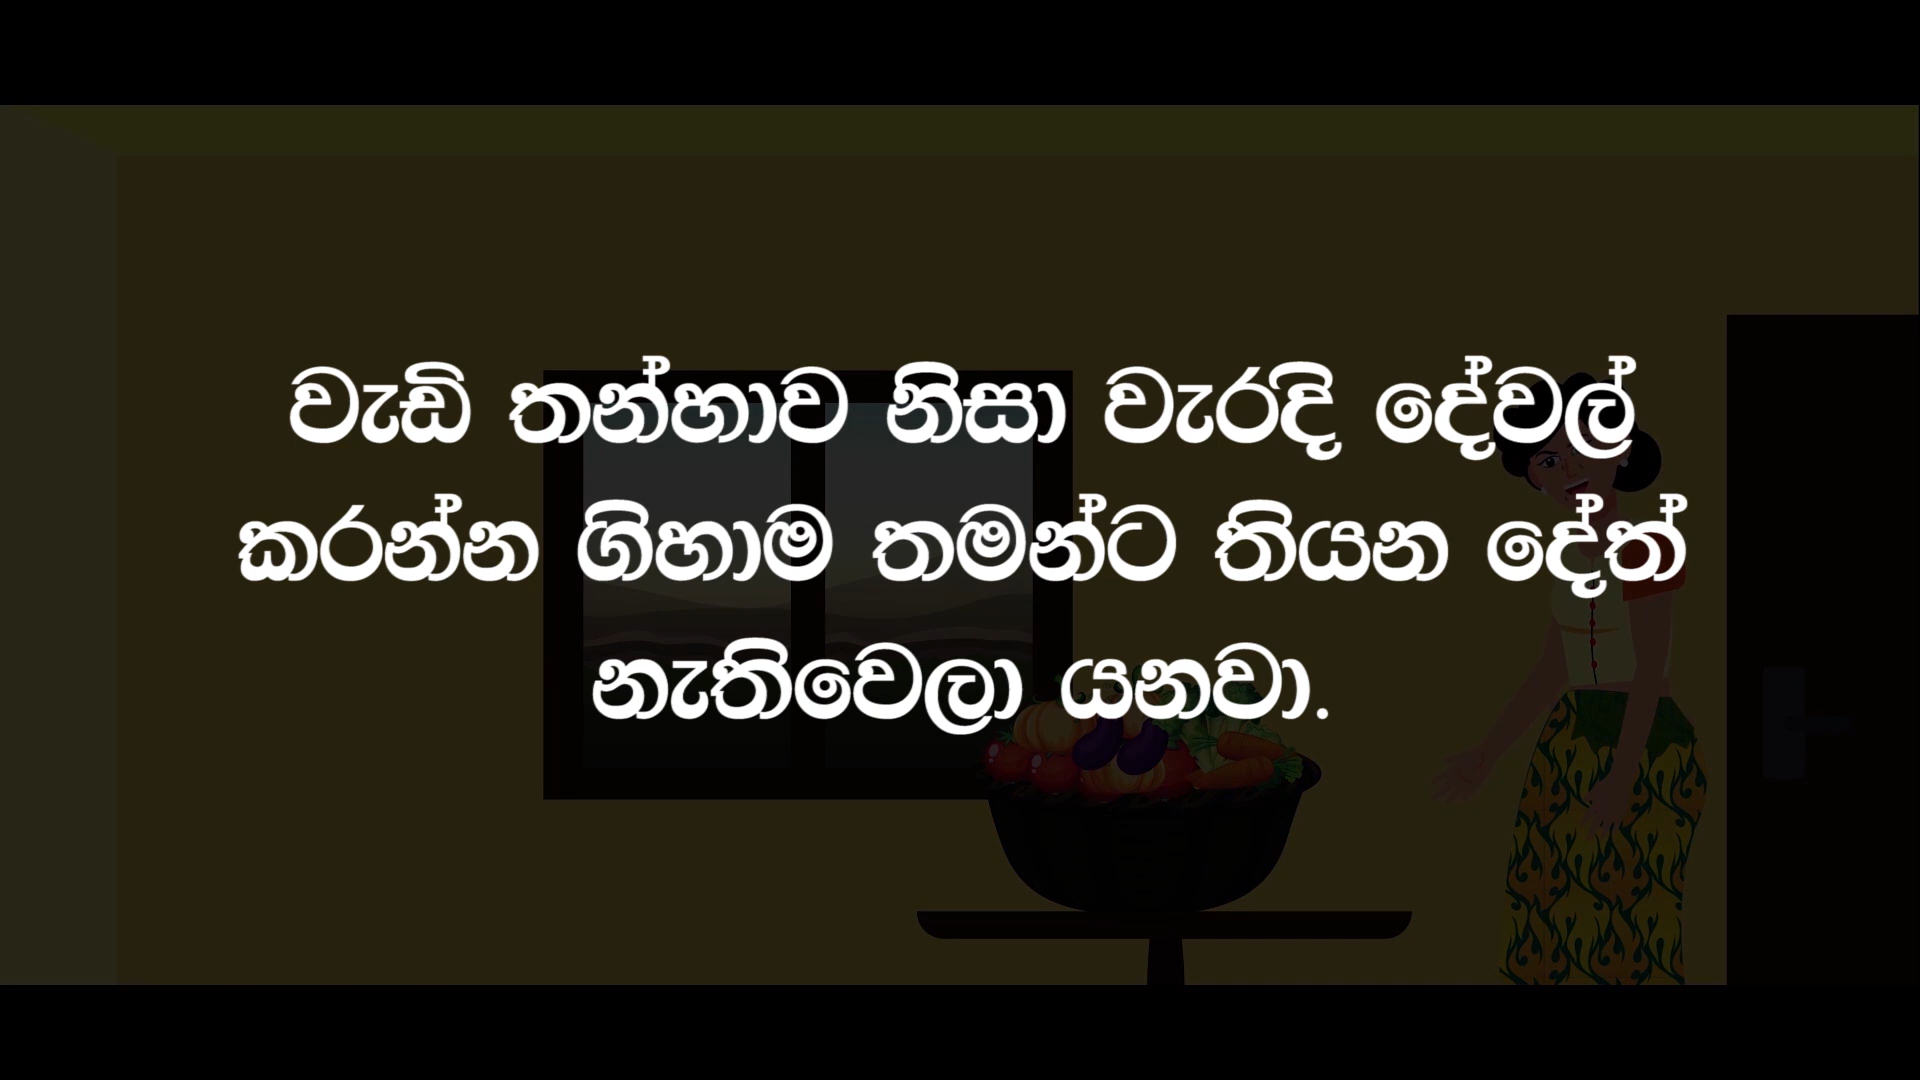 වැඩි තන්හාව නිසා වැරදි දේවල්
කරන්න ගිහාම තමන්ට තියන දේත්
නැතිවෙලා යනවා.